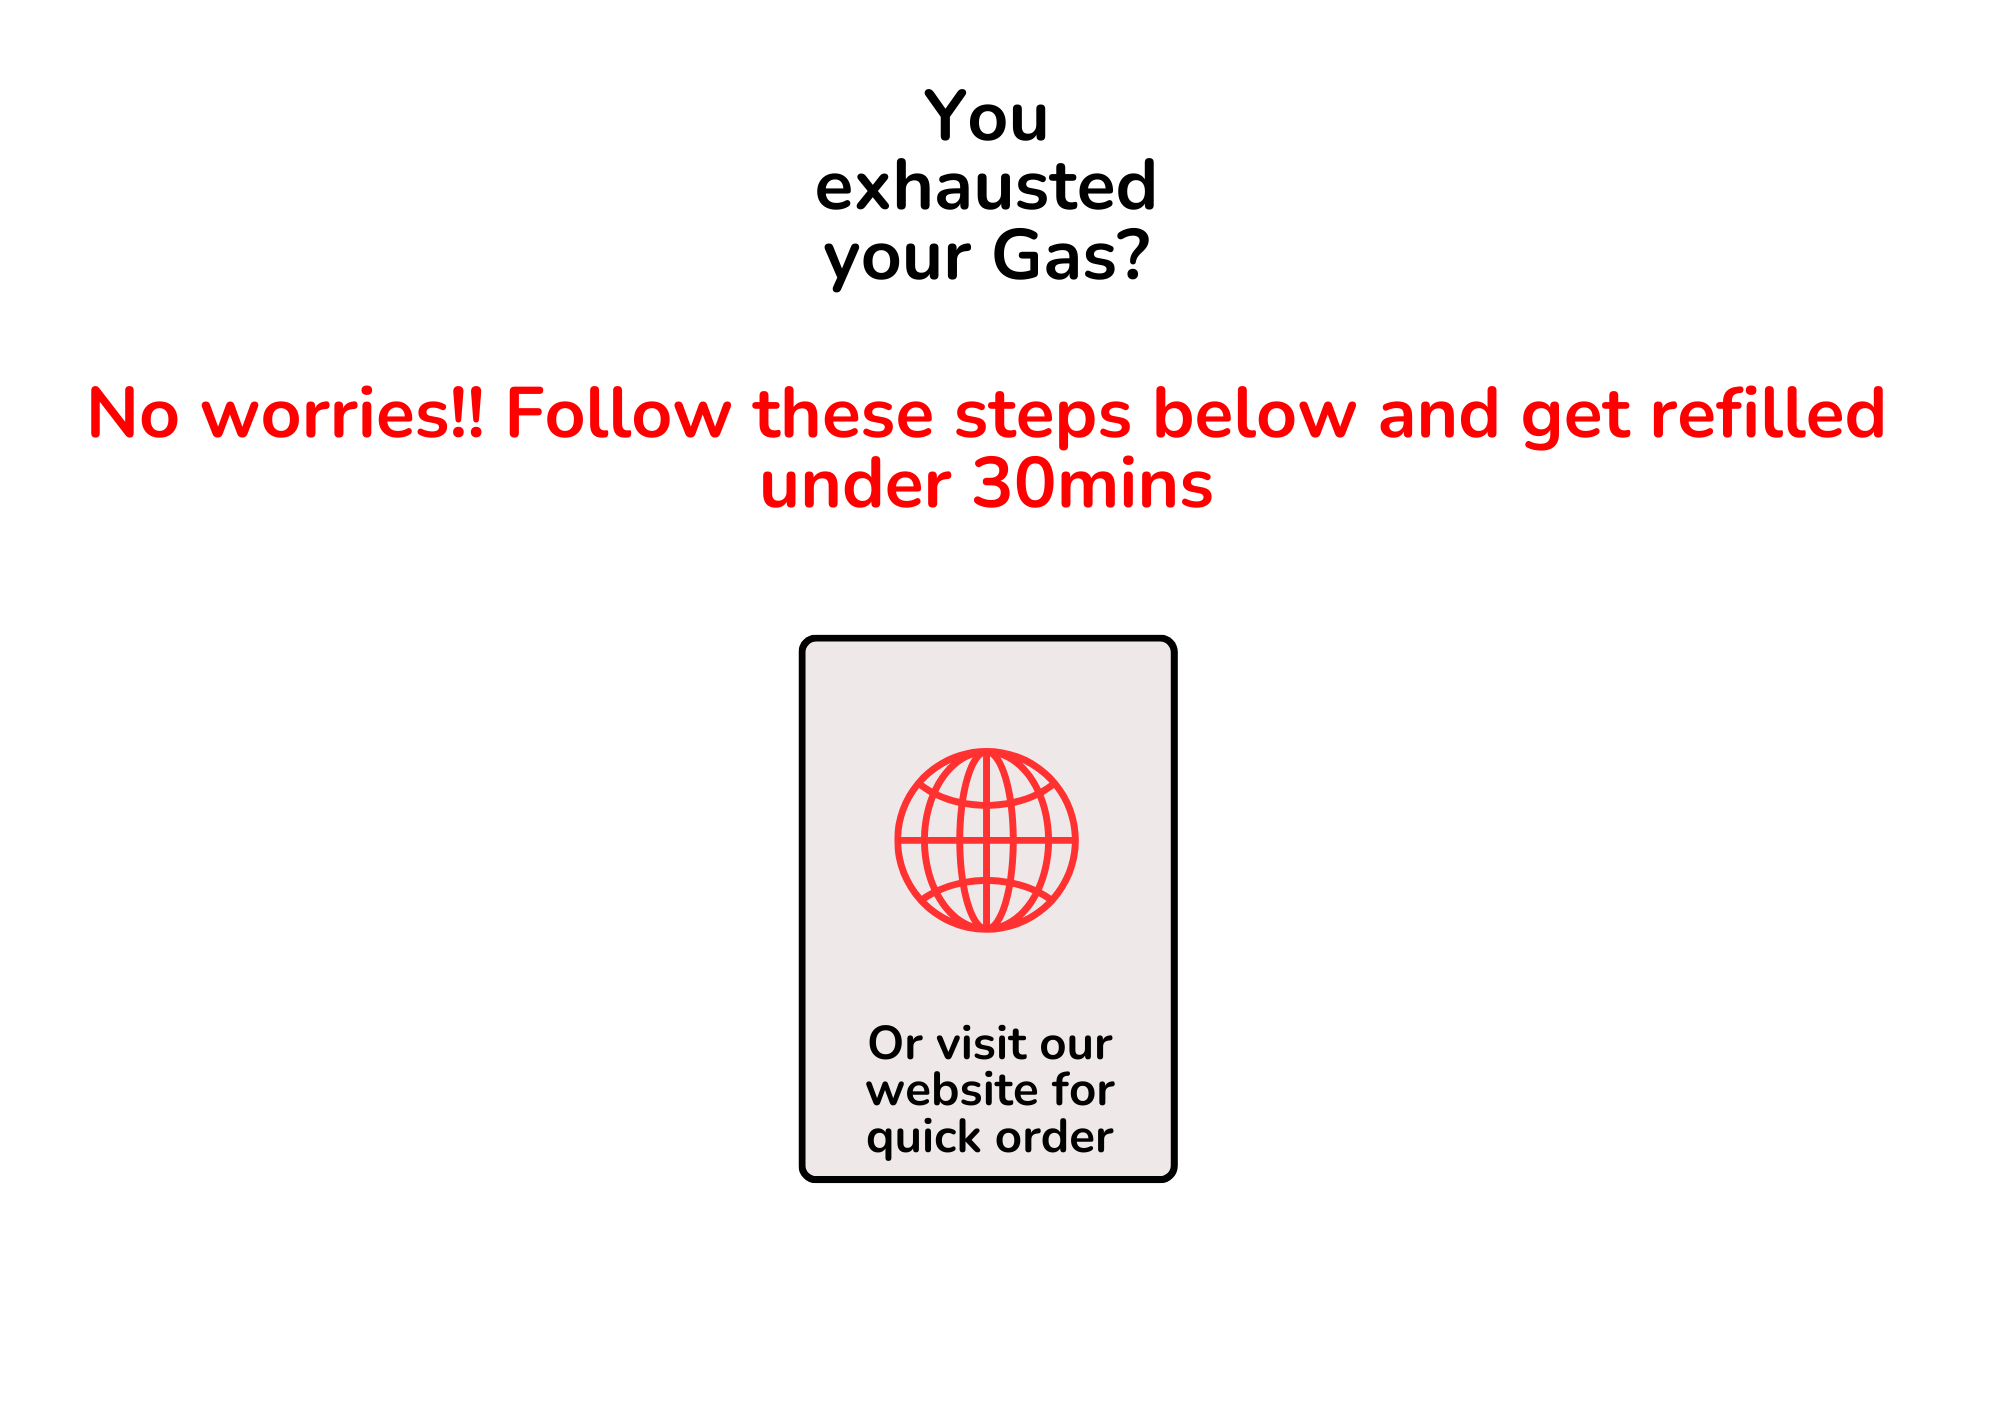 You
exhausted
your Gas?
No worries!! Follow these steps below and get refilled
under 30mins
Or visit our
website for
quick order